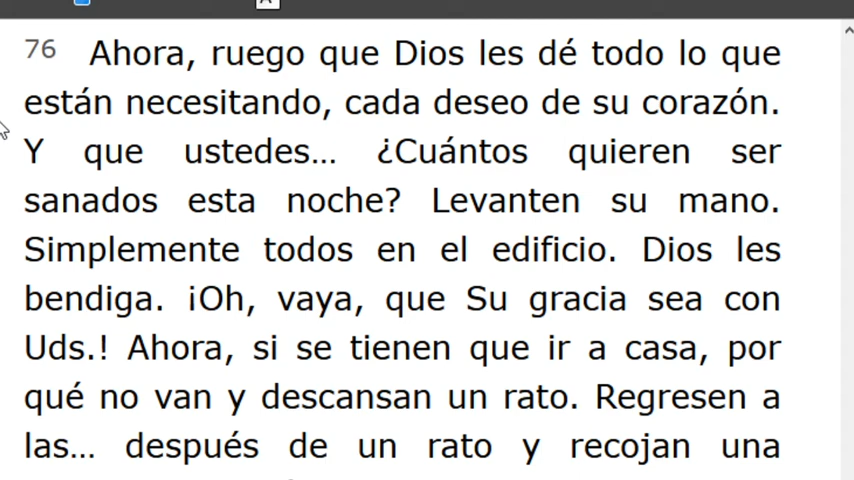 76 Ahora, ruego que Dios les dé todo lo que
están necesitando, cada deseo de su corazón.
Y que ustedes... ¿Cuántos quieren ser
sanados esta noche? Levanten su mano.
Simplemente todos en el edificio. Dios les
bendiga. ¡Oh, vaya, que Su gracia sea con
Uds.! Ahora, si se tienen que ir a casa, por
qué no van y descansan un rato. Regresen a
las... después de un rato y recojan una